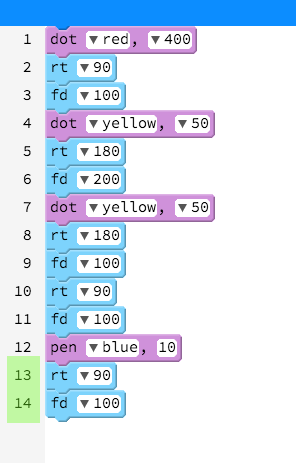 1 dot ▼red, ▼400
2 rt ▼90
3 fd ▼100
4 dot ▼yellow, ▼50
5 rt ▼180
6 fd ▼200
7 dot ▼yellow, ▼50
8 rt ▼180
9 fd ▼100
10 rt ▼90
11 fd ▼100
12 pen ▼blue, 10
13 rt ▼90
14 fd ▼100